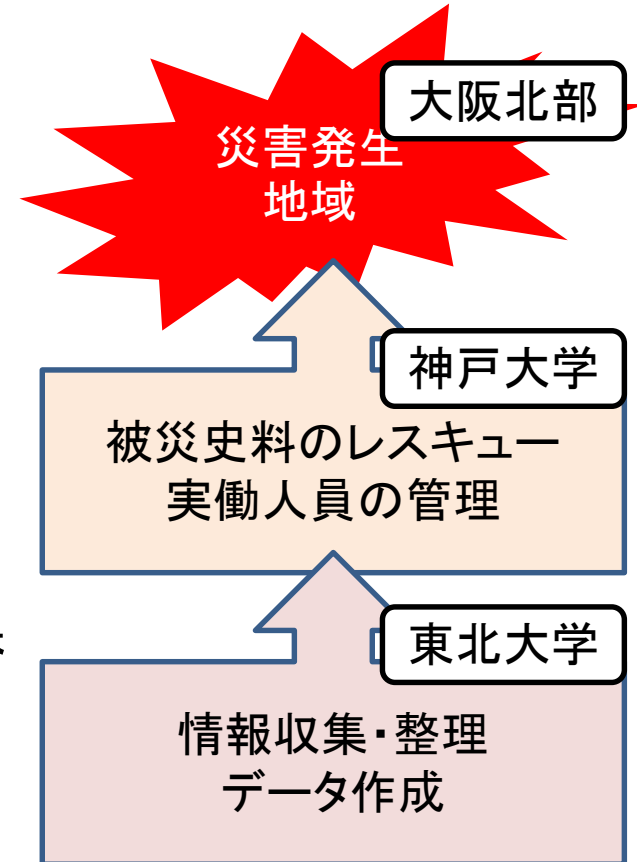 大阪北部
災害発生
地域
神戸大学
被災史料のレスキュー
実働人員の管理
東北大学
情報収集・整理
データ作成